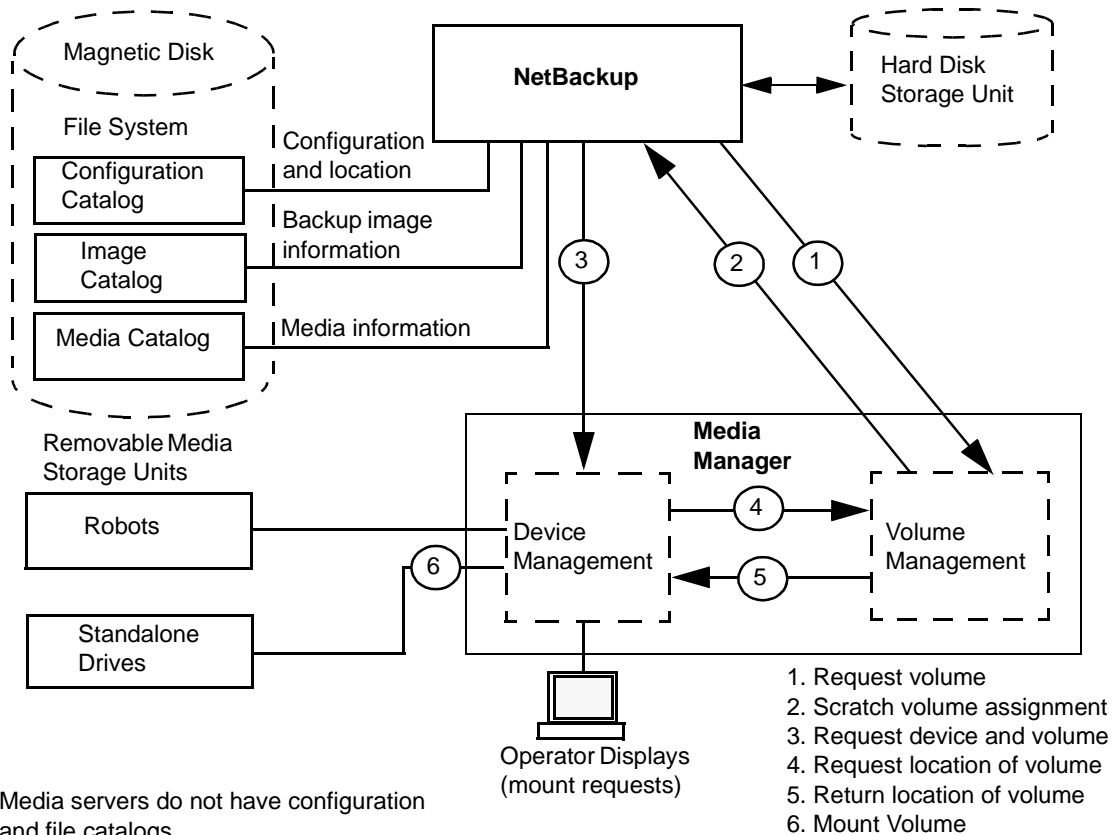 Magnetic Disk
File System
Configuration
Catalog
Image
Catalog
Media Catalog
Configuration
and location
Backup image
information
Media information
NetBackup
Hard Disk
Storage Unit
3
2
1
Removable Media
Storage Units
Robots
Standalone
Drives
6
Media
Manager
Device
Management
4
5
Volume
Management
Operator Displays
(mount requests)
1. Request volume
2. Scratch volume assignment
3. Request device and volume
4. Request location of volume
5. Return location of volume
6. Mount Volume
Media servers do not have configuration
and file catalogs